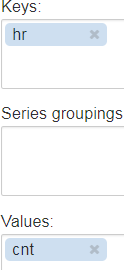 Keys:
hr ×
Series groupings
Values:
cnt ×